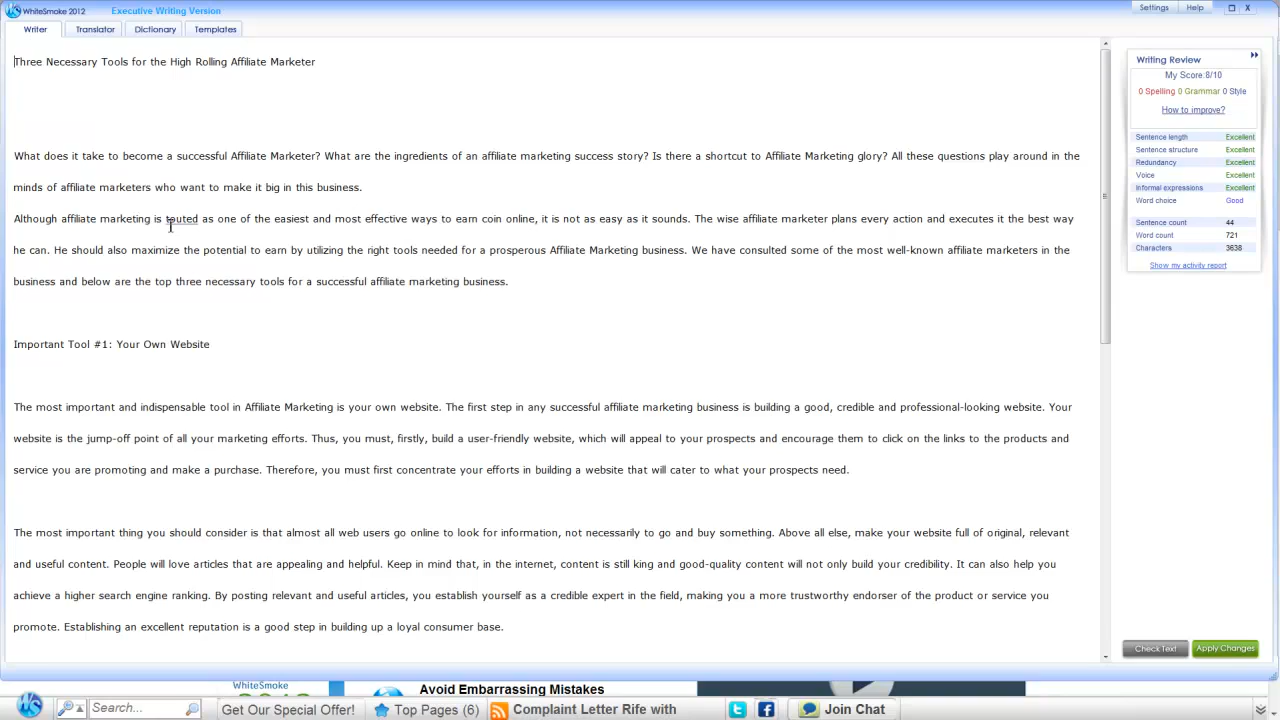 WhiteSmoke 2012 Executive Writing Version Settings Help X
Writer Translator Dictionary Templates
Three Necessary Tools for the High Rolling Affiliate Marketer
What does it take to become a successful Affiliate Marketer? What are the ingredients of an affiliate marketing success story? Is there a shortcut to Affiliate Marketing glory? All these questions play around in the
minds of affiliate marketers who want to make it big in this business.
Although affiliate marketing is touted as one of the easiest and most effective ways to earn coin online, it is not as easy as it sounds. The wise affiliate marketer plans every action and executes it the best way
he can. He should also maximize the potential to earn by utilizing the right tools needed for a prosperous Affiliate Marketing business. We have consulted some of the most well-known affiliate marketers in the
business and below are the top three necessary tools for a successful affiliate marketing business.
Important Tool #1: Your Own Website
The most important and indispensable tool in Affiliate Marketing is your own website. The first step in any successful affiliate marketing business is building a good, credible and professional-looking website. Your
website is the jump-off point of all your marketing efforts. Thus, you must, firstly, build a user-friendly website, which will appeal to your prospects and encourage them to click on the links to the products and
service you are promoting and make a purchase. Therefore, you must first concentrate your efforts in building a website that will cater to what your prospects need.
The most important thing you should consider is that almost all web users go online to look for information, not necessarily to go and buy something. Above all else, make your website full of original, relevant
and useful content. People will love articles that are appealing and helpful. Keep in mind that, in the internet, content is still king and good-quality content will not only build your credibility. It can also help you
achieve a higher search engine ranking. By posting relevant and useful articles, you establish yourself as a credible expert in the field, making you a more trustworthy endorser of the product or service you
promote. Establishing an excellent reputation is a good step in building up a loyal consumer base.
Writing Review
My Score:8/10
0 Spelling 0 Grammar 0 Style
How to improve?
Sentence length Excellent
Sentence structure Excellent
Redundancy Excellent
Voice Excellent
Informal expressions Excellent
Word choice Good
Sentence count 44
Word count 721
Characters 3638
Show my activity report
Check Text Apply Changes
WhiteSmoke
Avoid Embarrassing Mistakes
Search... Get Our Special Offer! Top Pages (6) Complaint Letter Rife with Join Chat